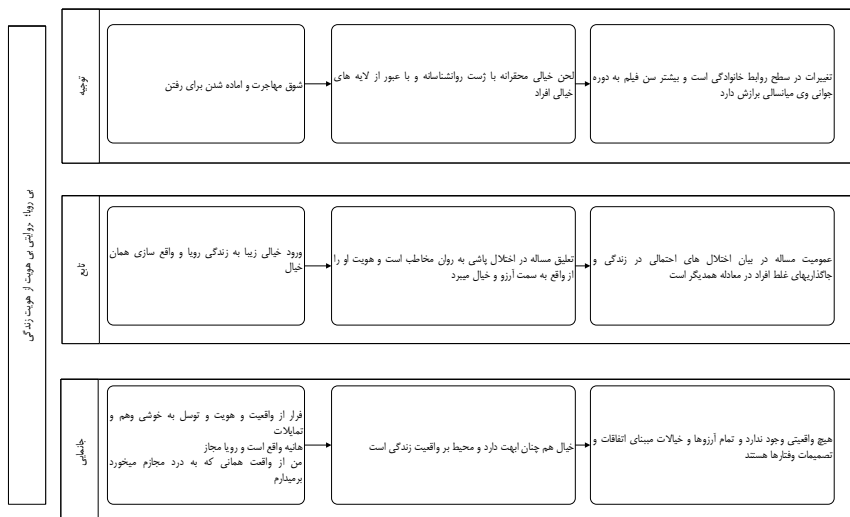 بی رویا؛ روایتی بی هویت از هویت زندگی
توجیه
شوق مهاجرت و اماده شدن برای رفتن
لحن خیالی محقرانه با ژست روانشناسانه و با عبور از لایه های
خیالی افراد
تغییرات در سطح روابط خانوادگی است و بیشتر سن فیلم به دوره
جوانی وی میانسالی برازش دارد
تابع
ورود خیالی زیبا به زندگی رویا و واقع سازی همان
خیال
تعلیق مساله در اختلال پاشی به روان مخاطب است و هویت او را
از واقع به سمت آرزو و خیال میبرد
عمومیت مساله در بیان اختلال های احتمالی در زندگی و
جاگذاریهای غلط افراد در معادله همدیگر است
جانمایی
فرار از واقعیت و هویت و توسل به خوشی وهم و
تمایلات
هانیه واقع است و رویا مجاز
من از واقعت همانی که به درد مجازم میخورد
برمیدارم
خیال هم چنان ابهت دارد و محیط بر واقعیت زندگی است
هیچ واقعیتی وجود ندارد و تمام آرزوها و خیالات میبنای اتفاقات و
تصمیمات وفتارها هستند